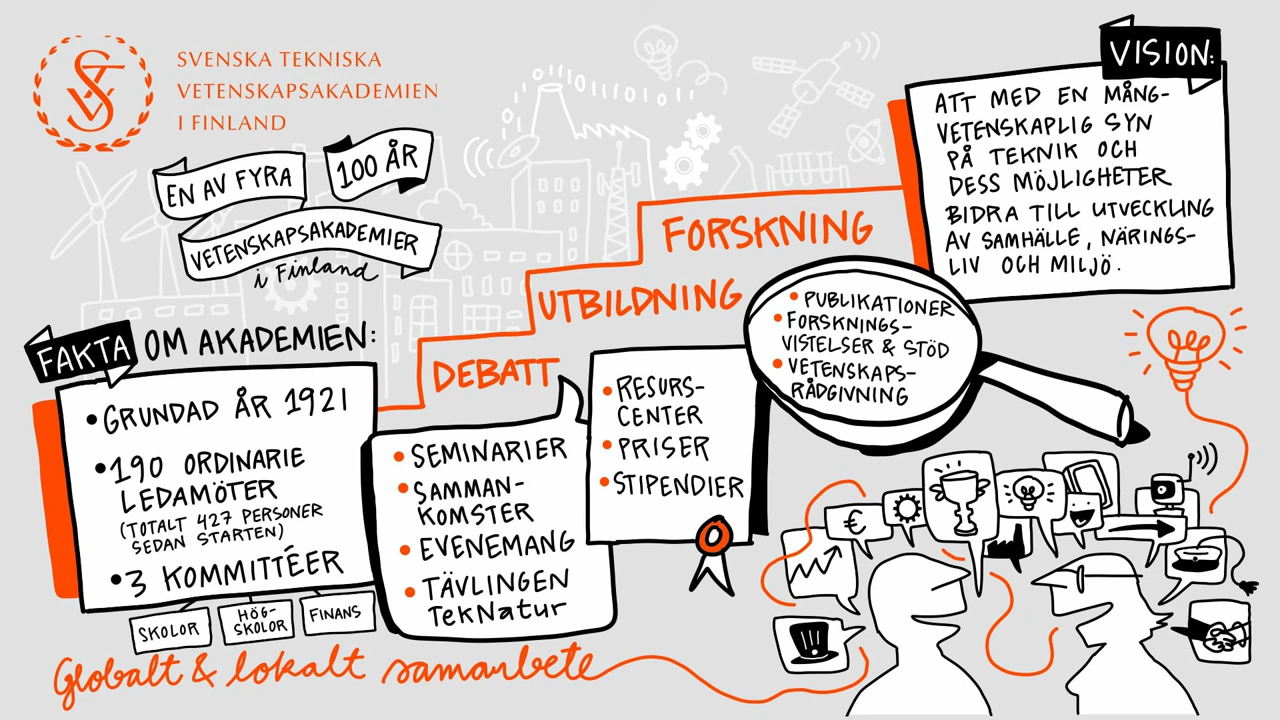 SVENSKA TEKNISKA
VETENSKAPSAKADEMIEN
I FINLAND
EN AV FYRA
100 ÅR
VETENSKAPSAKADEMIER
i Finland
FAKTA OM AKADEMIEN:
• GRUNDAD ÅR 1921
• 190 ORDINARIE
LEDAMÖTER
(TOTALT 427 PERSONER
SEDAN STARTEN)
• 3 KOMMITTÉER
SKOLOR
HÖG-
SKOLOR
FINANS
DEBATT
• SEMINARIER
• SAMMAN-
KOMSTER
• EVENEMANG
• TÄVLINGEN
TekNatur
UTBILDNING
• RESURS-
CENTER
• PRISER
• STIPENDIER
FORSKNING
• PUBLIKATIONER
• FORSKNINGS-
VISTELSER & STÖD
• VETENSKAPS-
RÅDGIVNING
VISION:
ATT MED EN MÅNG-
VETENSKAPLIG SYN
PÅ TEKNIK OCH
DESS MÖJLIGHETER
BIDRA TILL UTVECKLING
AV SAMHÄLLE, NÄRINGS-
LIV OCH MILJÖ.
€
Globalt & lokalt samarbete